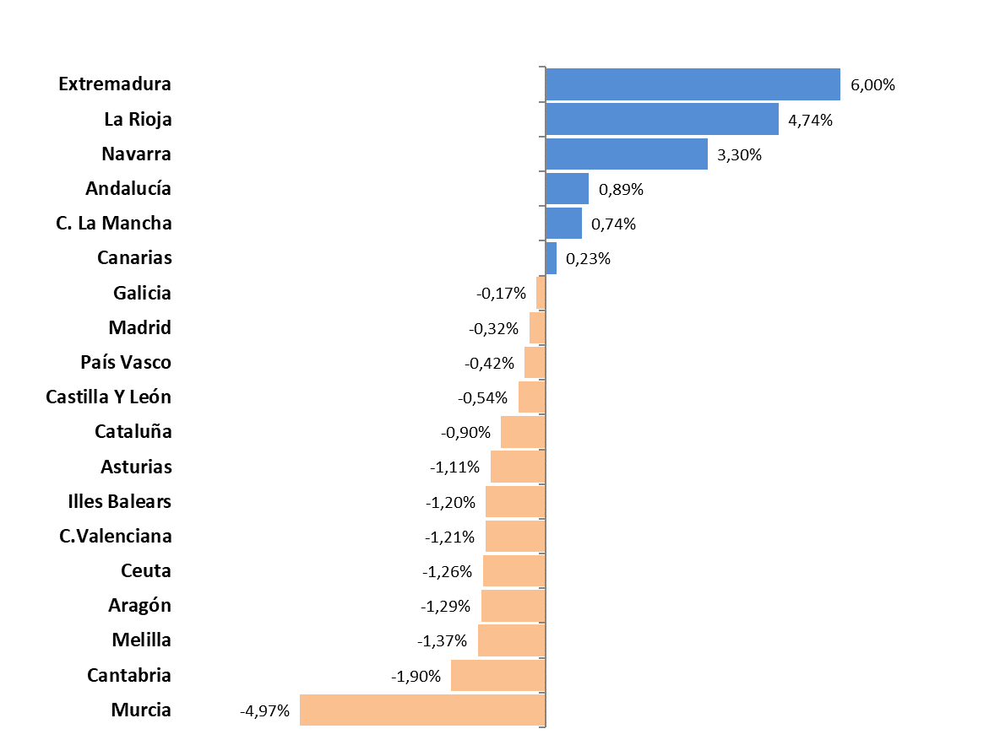 Extremadura 6,00%
La Rioja 4,74%
Navarra 3,30%
Andalucía 0,89%
C. La Mancha 0,74%
Canarias 0,23%
Galicia -0,17%
Madrid -0,32%
País Vasco -0,42%
Castilla Y León -0,54%
Cataluña -0,90%
Asturias -1,11%
Illes Balears -1,20%
C.Valenciana -1,21%
Ceuta -1,26%
Aragón -1,29%
Melilla -1,37%
Cantabria -1,90%
Murcia -4,97%